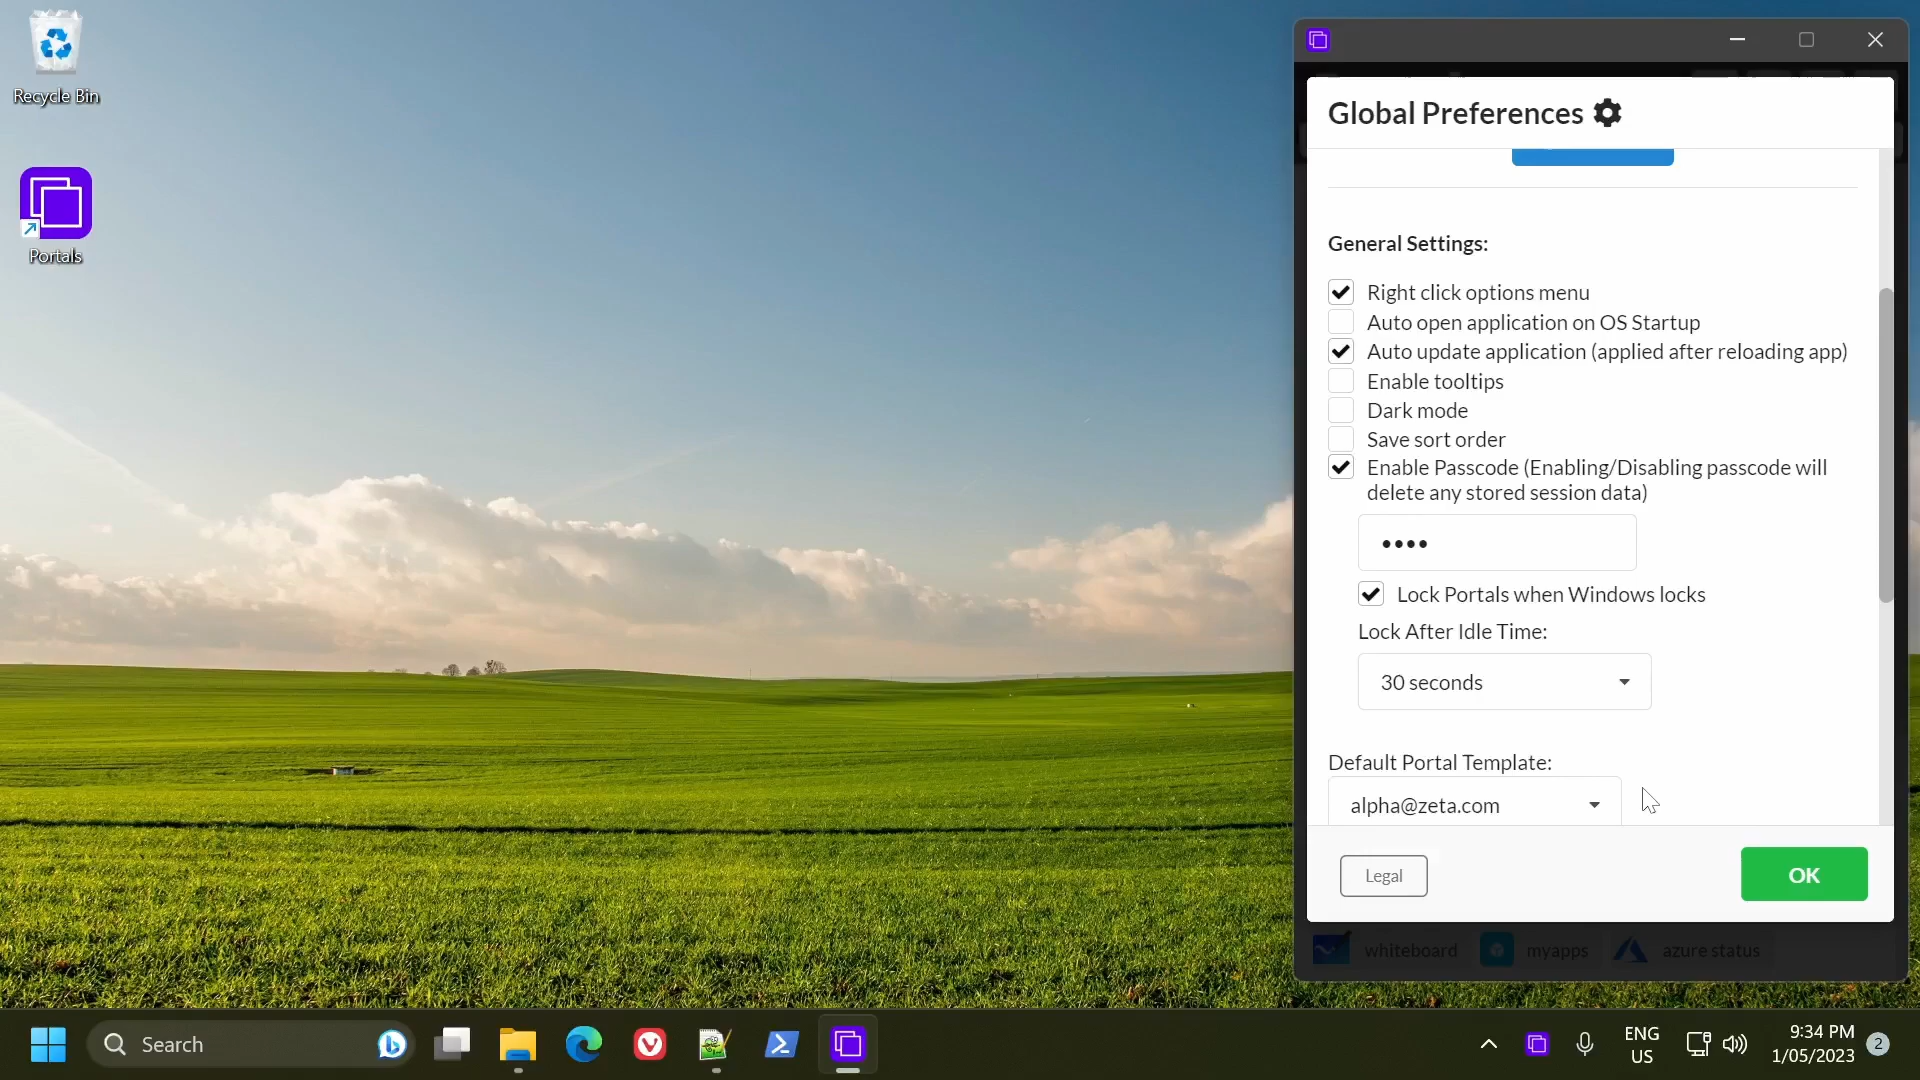 Recycle Bin
Portals
Global Preferences
General Settings:
Right click options menu
Auto open application on OS Startup
Auto update application (applied after reloading app)
Enable tooltips
Dark mode
Save sort order
Enable Passcode (Enabling/Disabling passcode will
delete any stored session data)
••••
Lock Portals when Windows locks
Lock After Idle Time:
30 seconds
Default Portal Template:
alpha@zeta.com
Legal
OK
whiteboard myapps azure status
Search
ENG
US
9:34 PM
1/05/2023
2